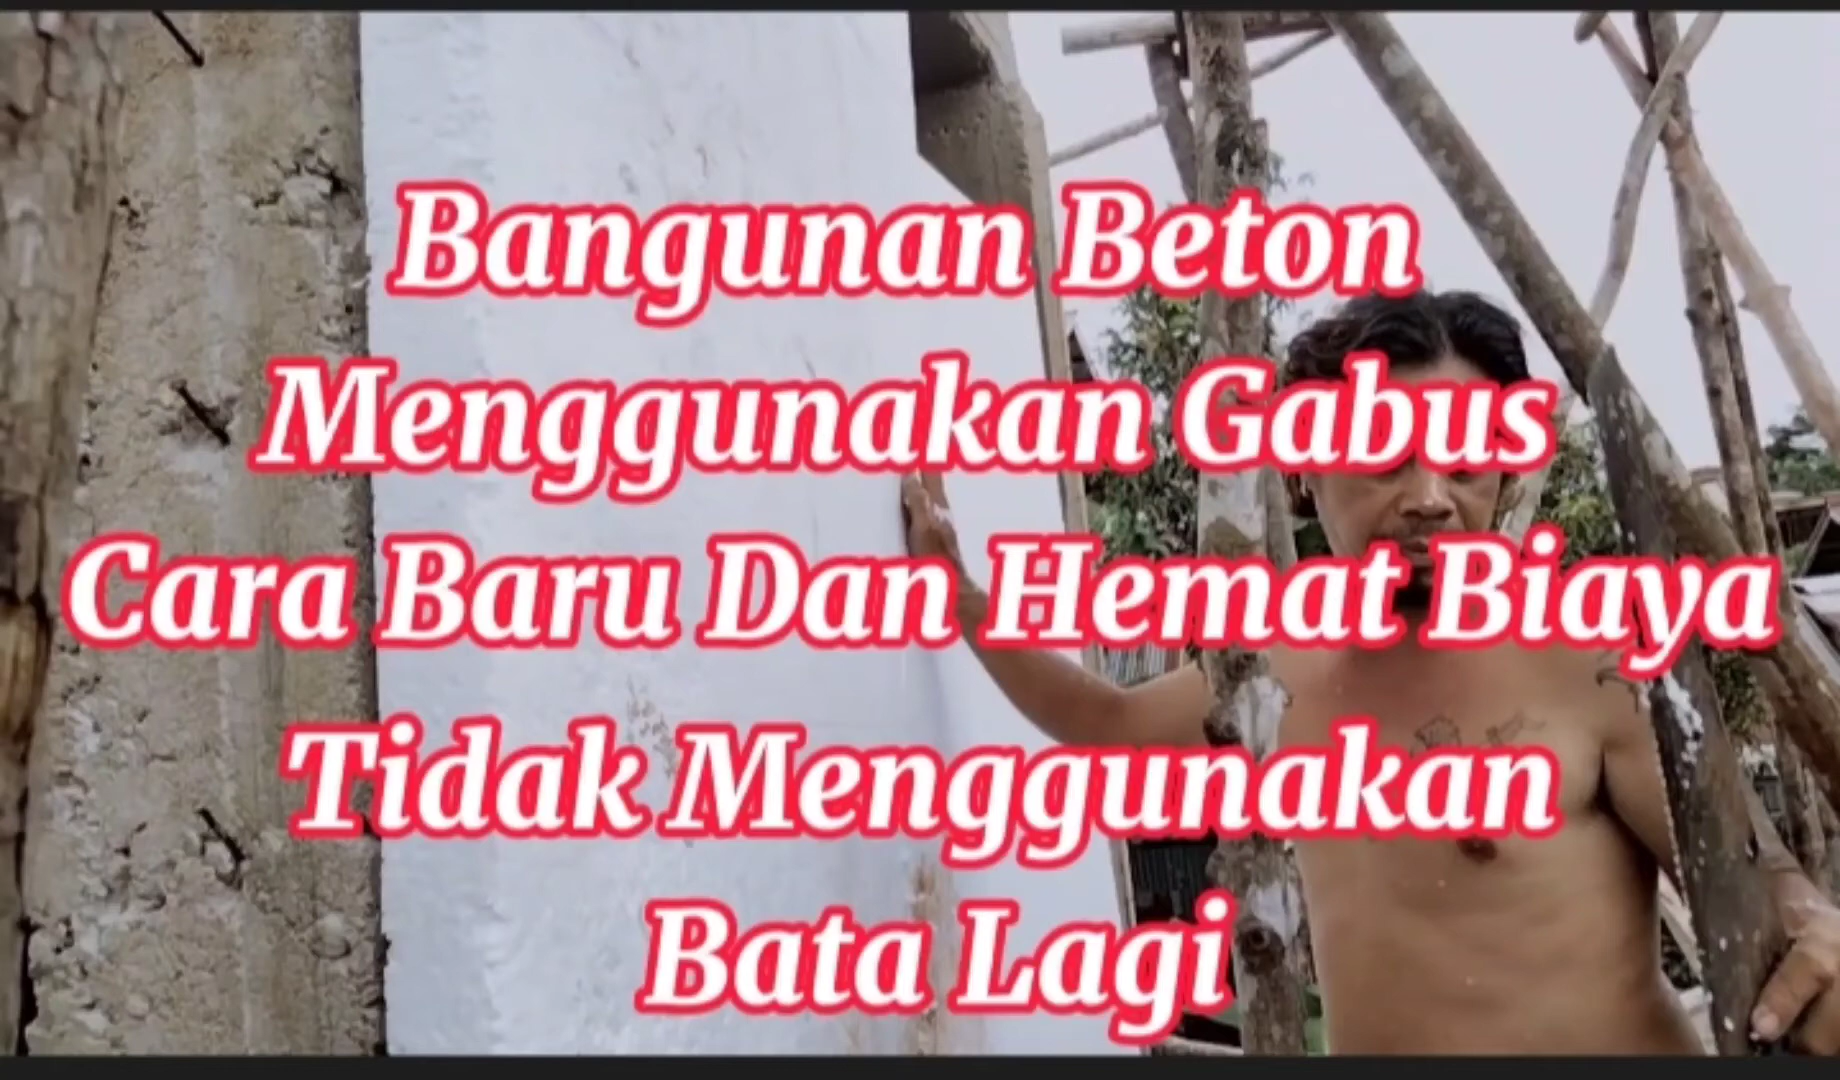 Bangunan Beton
Menggunakan Gabus
Cara Baru Dan Hemat Biaya
Tidak Menggunakan
Bata Lagi